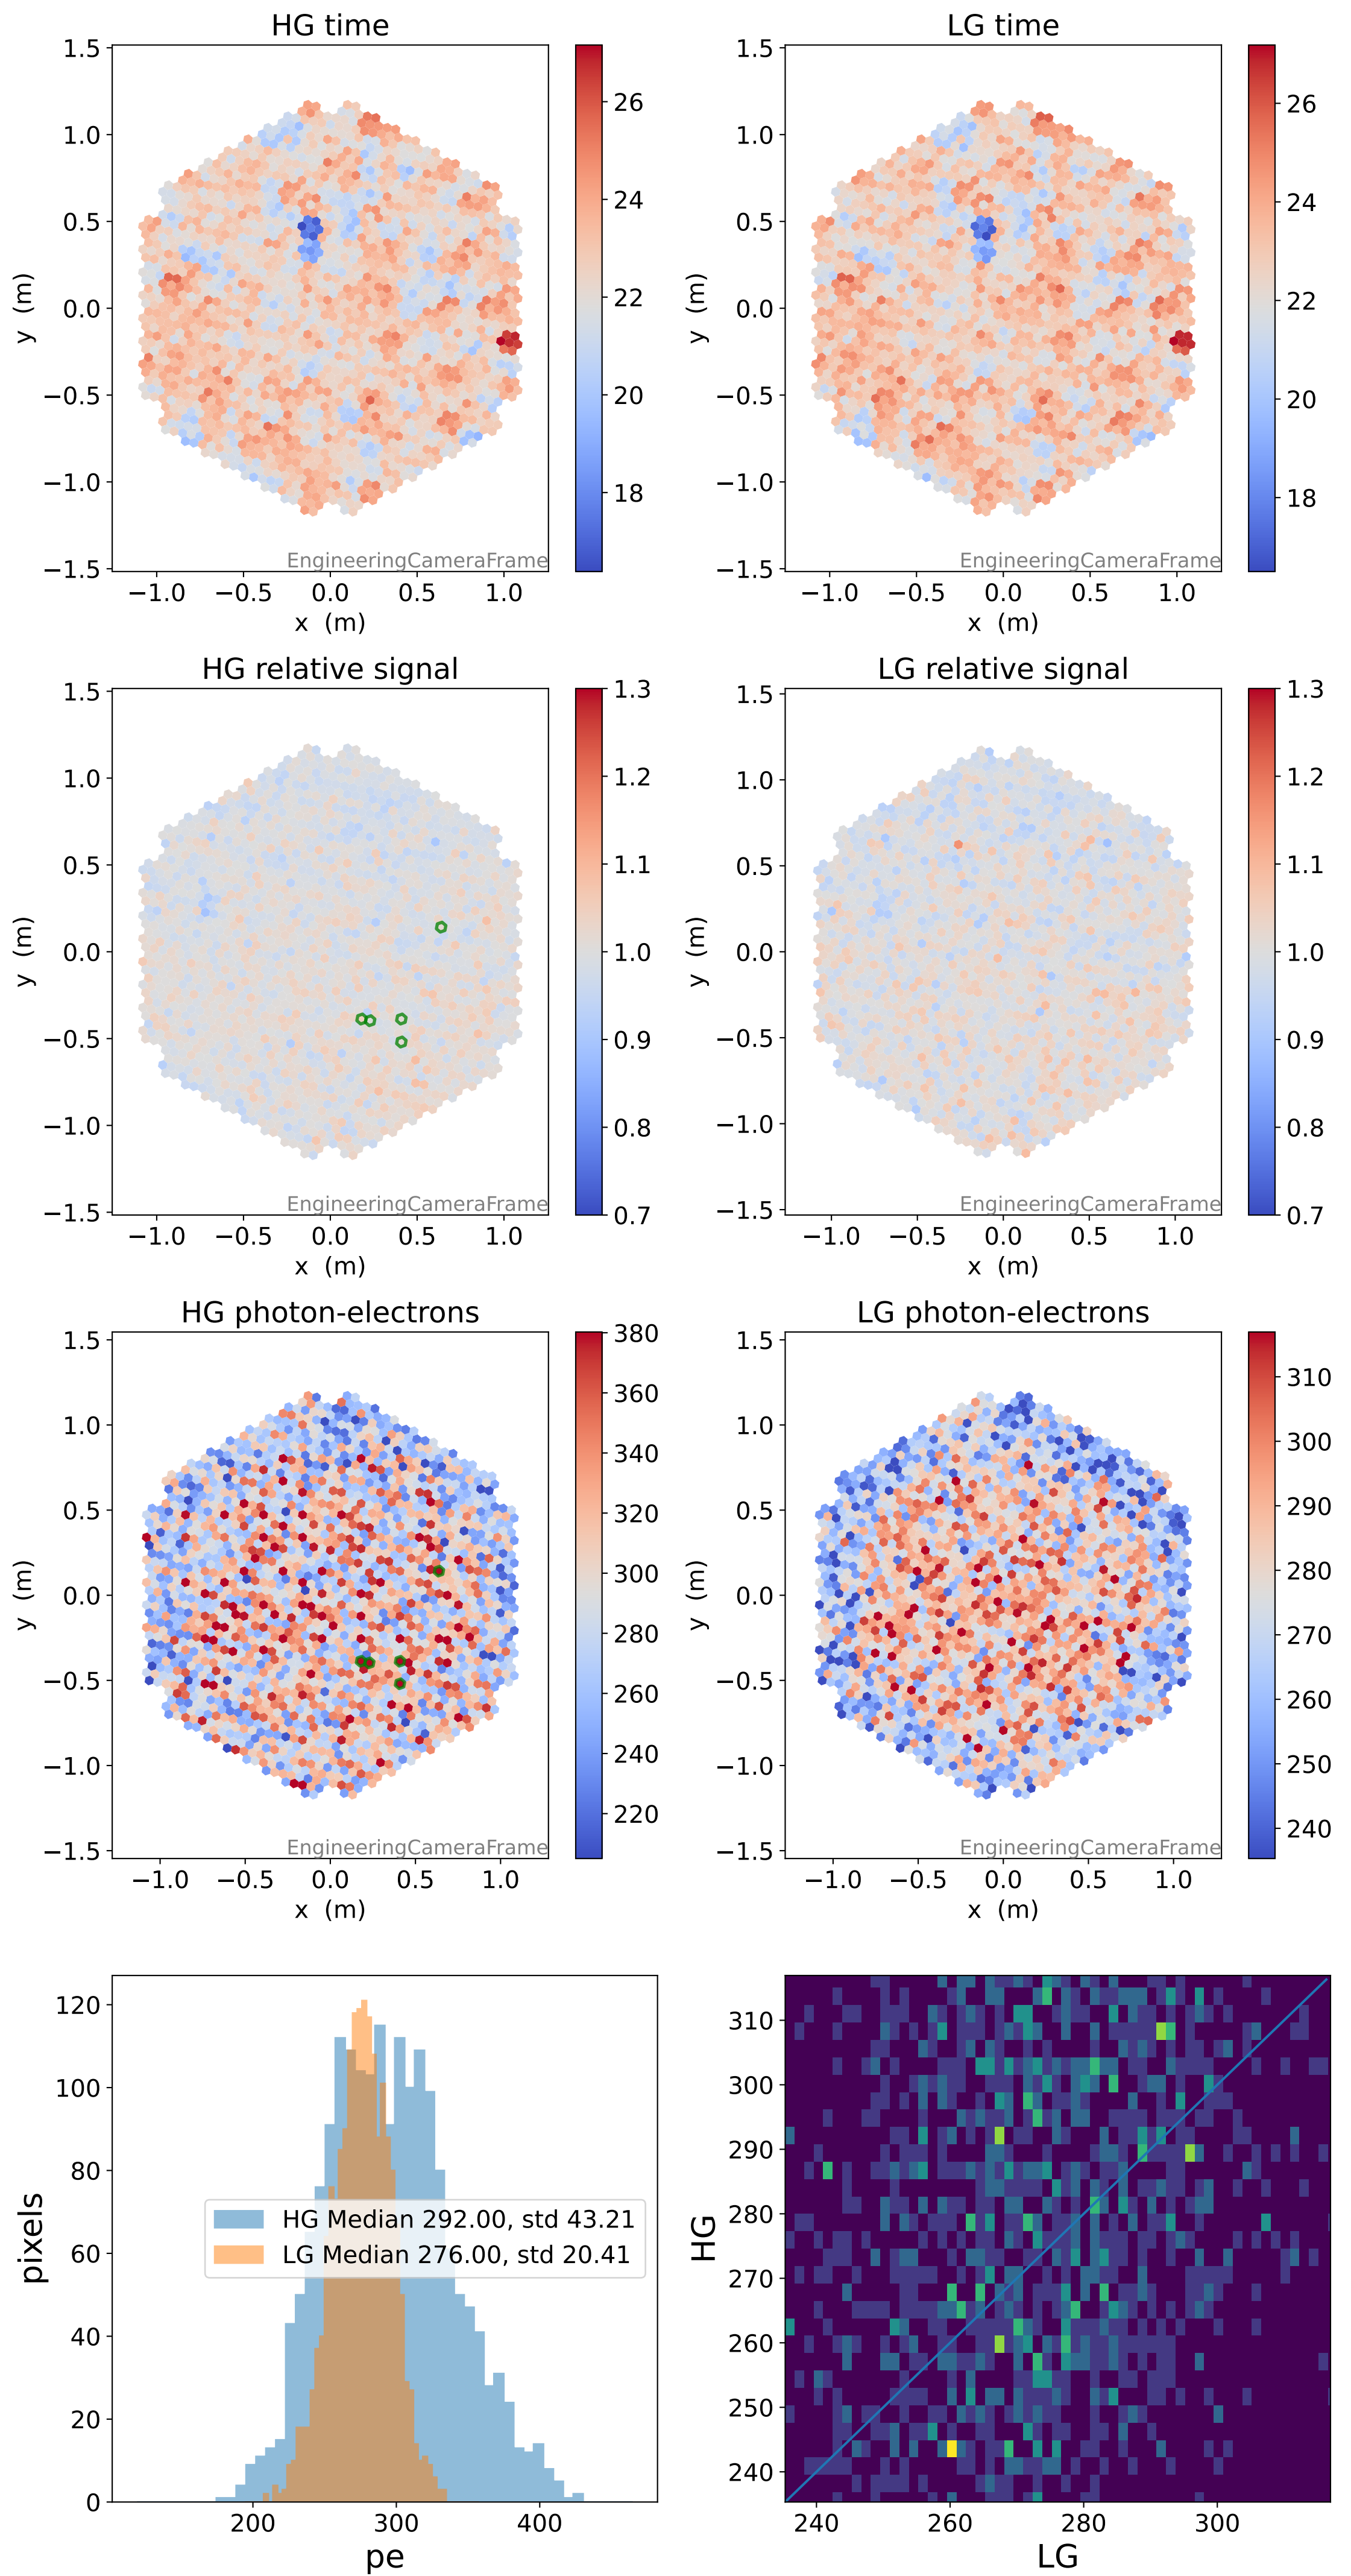 HG time
LG time
1.5
1.0
0.5
0.0
−0.5
−1.0
−1.5
y (m)
−1.0 −0.5 0.0 0.5 1.0
x (m)
EngineeringCameraFrame
26
24
22
20
18
1.5
1.0
0.5
0.0
−0.5
−1.0
−1.5
y (m)
−1.0 −0.5 0.0 0.5 1.0
x (m)
EngineeringCameraFrame
26
24
22
20
18
HG relative signal
LG relative signal
1.5
1.0
0.5
0.0
−0.5
−1.0
−1.5
y (m)
−1.0 −0.5 0.0 0.5 1.0
x (m)
EngineeringCameraFrame
1.3
1.2
1.1
1.0
0.9
0.8
0.7
1.5
1.0
0.5
0.0
−0.5
−1.0
−1.5
y (m)
−1.0 −0.5 0.0 0.5 1.0
x (m)
EngineeringCameraFrame
1.3
1.2
1.1
1.0
0.9
0.8
0.7
HG photon-electrons
LG photon-electrons
1.5
1.0
0.5
0.0
−0.5
−1.0
−1.5
y (m)
−1.0 −0.5 0.0 0.5 1.0
x (m)
EngineeringCameraFrame
380
360
340
320
300
280
260
240
220
1.5
1.0
0.5
0.0
−0.5
−1.0
−1.5
y (m)
−1.0 −0.5 0.0 0.5 1.0
x (m)
EngineeringCameraFrame
310
300
290
280
270
260
250
240
120
100
80
60
40
20
0
pixels
HG Median 292.00, std 43.21
LG Median 276.00, std 20.41
200 300 400
pe
310
300
290
280
270
260
250
240
HG
240 260 280 300
LG